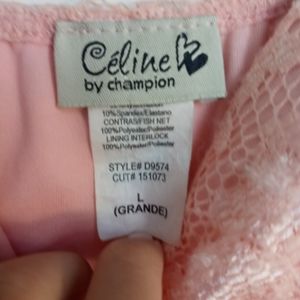 Céline
by champion
10%Spandex/Elastano
CONTRAS/FISH NET
100%Polyester/Poliester
LINING INTERLOCK
100%Polyester/Poliester
STYLE# D9574
CUT# 151073
L
(GRANDE)